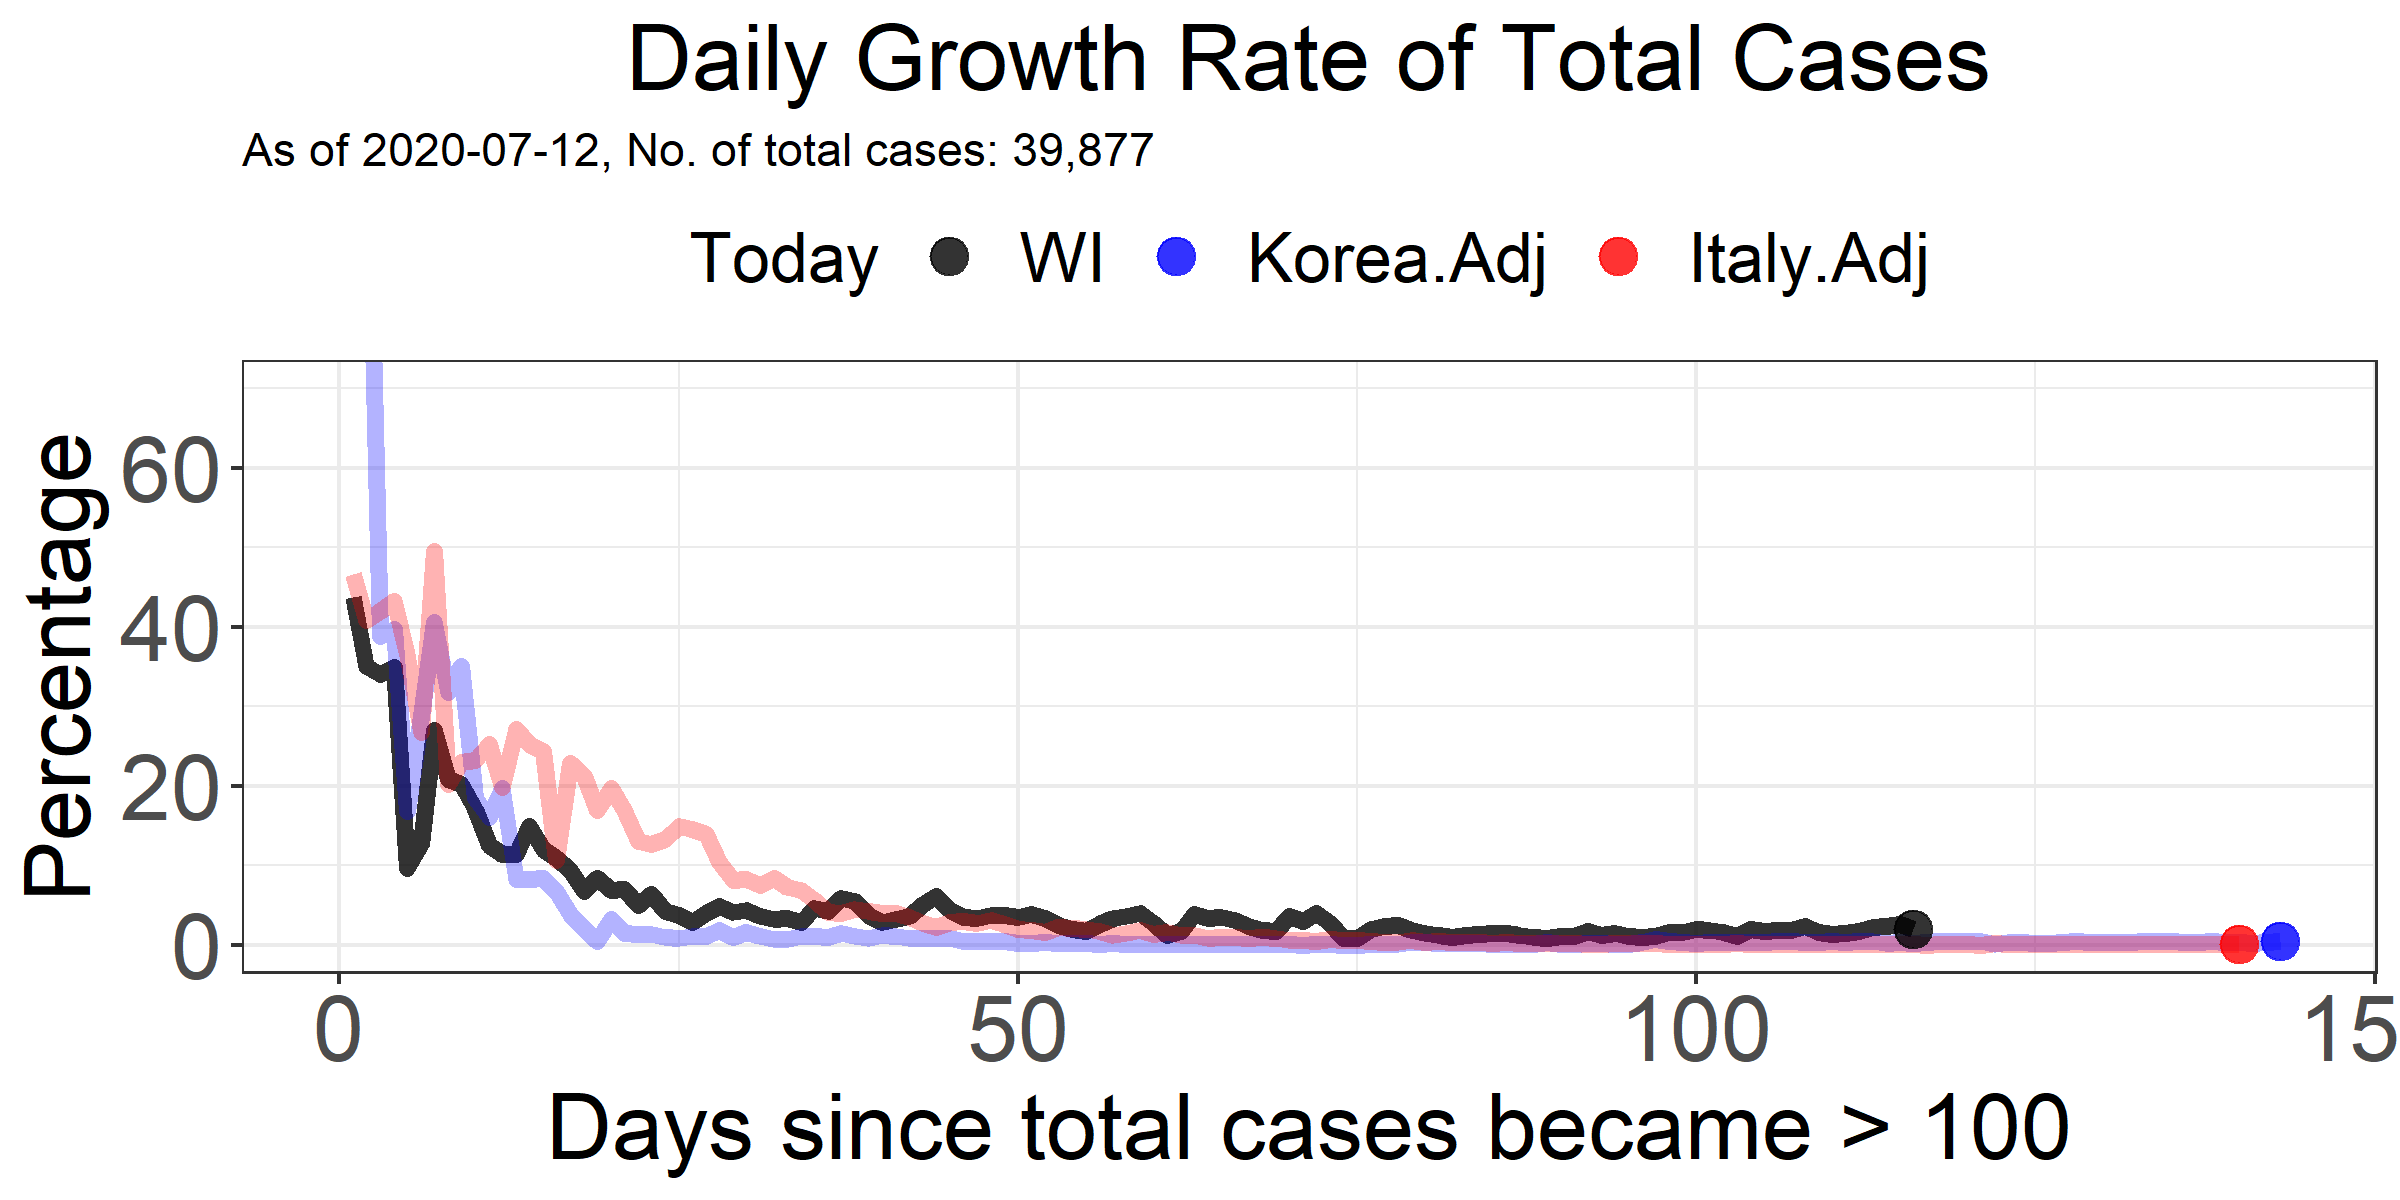 Daily Growth Rate of Total Cases
As of 2020-07-12, No. of total cases: 39,877
Today WI Korea.Adj Italy.Adj
Percentage
60
40
20
0
0 50 100 15
Days since total cases became > 100